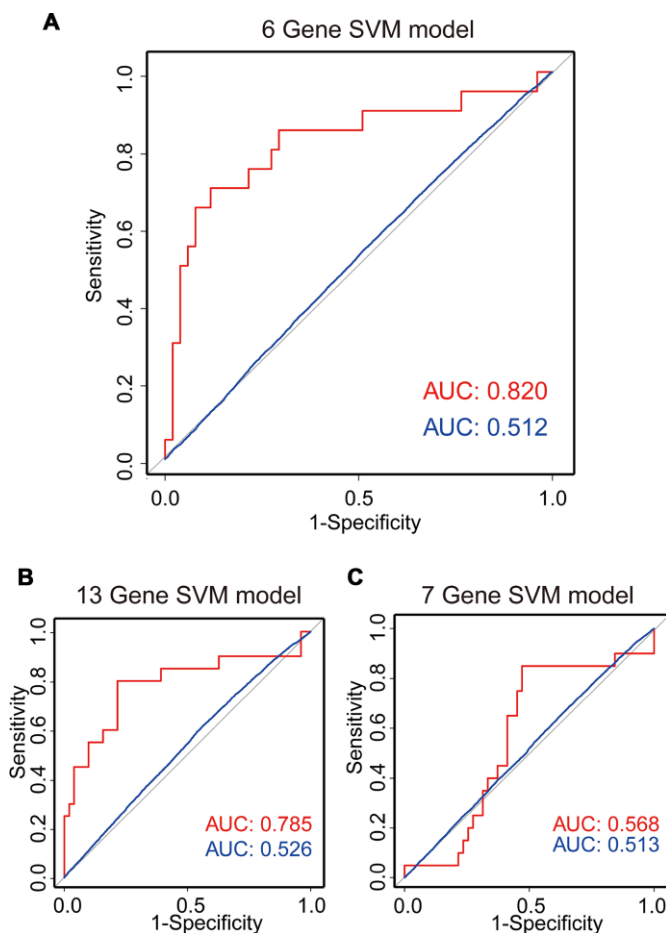 A
6 Gene SVM model
1.0
0.8
0.6
0.4
0.2
0.0
Sensitivity
AUC: 0.820
AUC: 0.512
0.0 0.5 1.0
1-Specificity
B
13 Gene SVM model
1.0
0.8
0.6
0.4
0.2
0.0
Sensitivity
AUC: 0.785
AUC: 0.526
0.0 1.0
1-Specificity
C
7 Gene SVM model
1.0
0.8
0.6
0.4
0.2
0.0
Sensitivity
AUC: 0.568
AUC: 0.513
0.0 0.5 1.0
1-Specificity